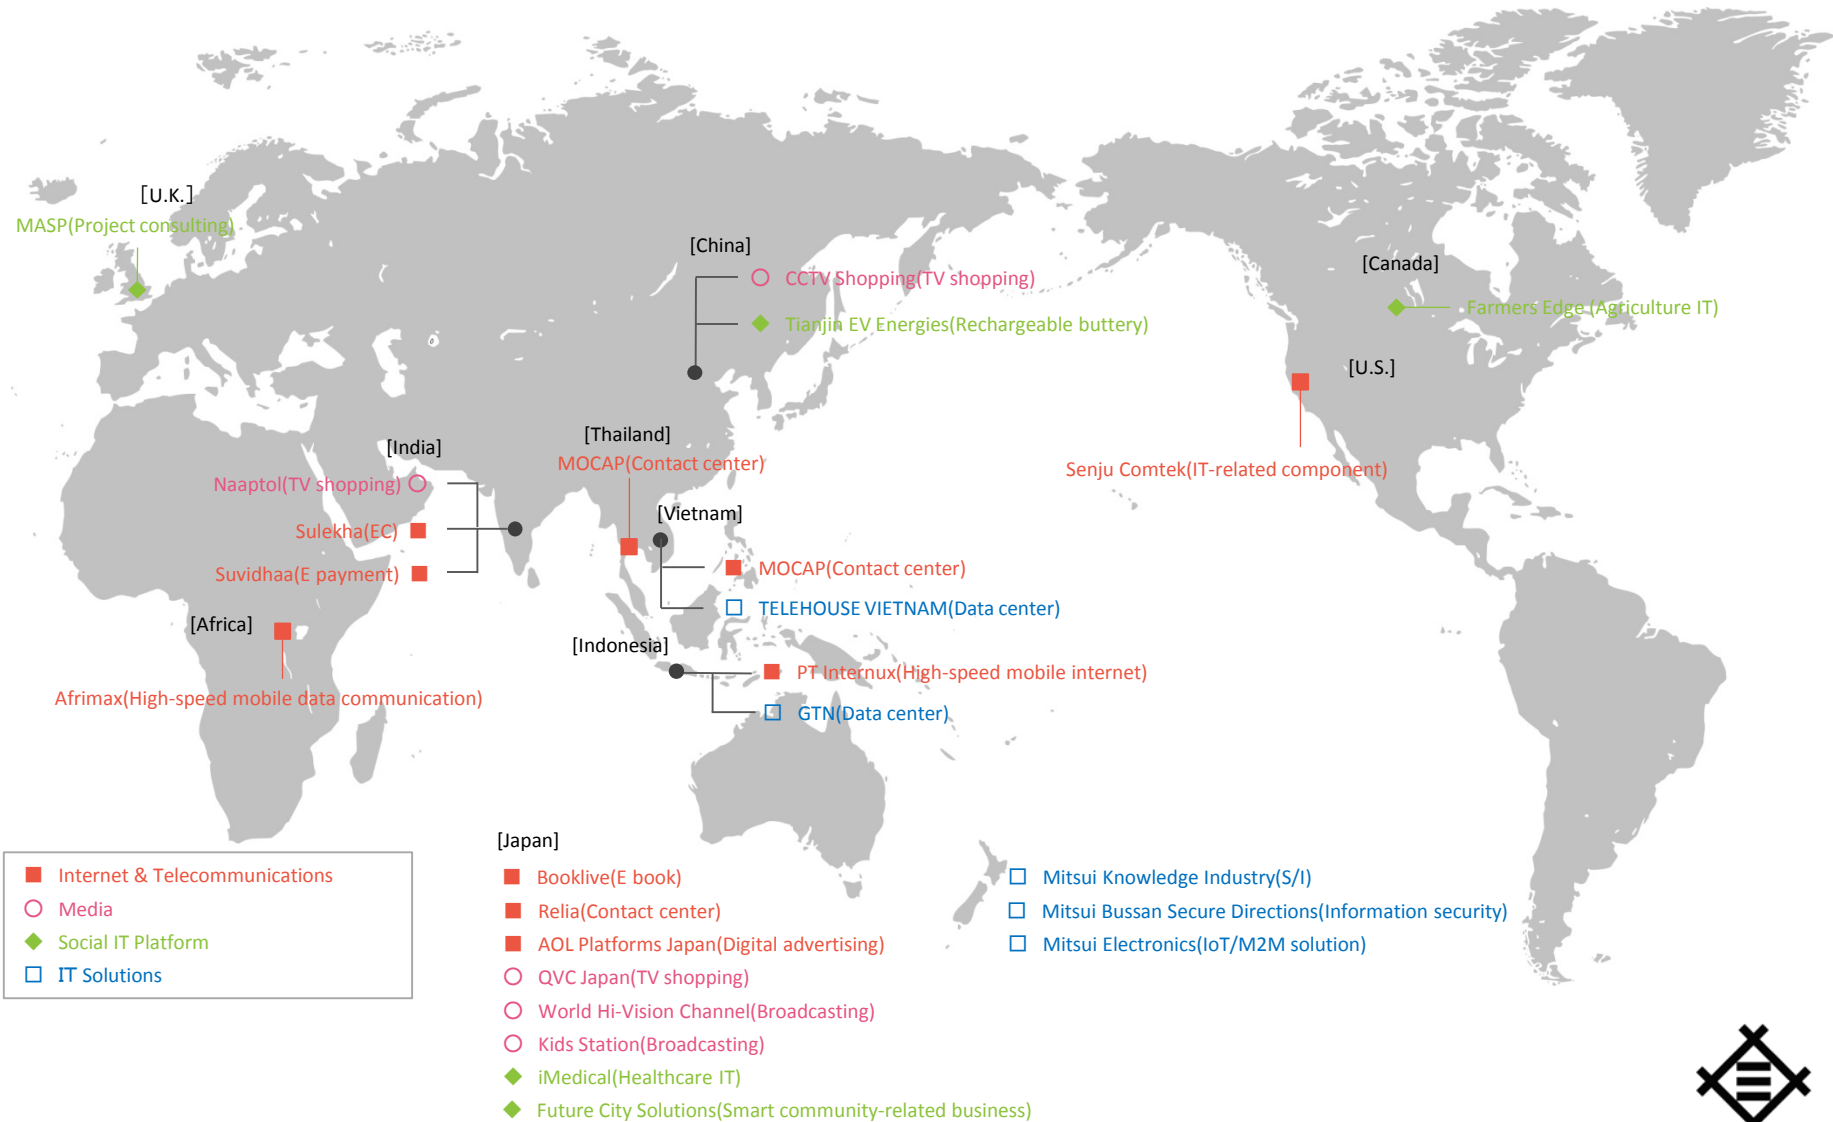 [U.K.]
MASP(Project consulting)
[China]
CCTV Shopping(TV shopping)
Tianjin EV Energies(Rechargeable buttery)
[Canada]
Farmers Edge (Agriculture IT)
[U.S.]
Senju Comtek(IT-related component)
[India]
Naaptol(TV shopping)
Sulekha(EC)
Suvidhaa(E payment)
[Thailand]
MOCAP(Contact center)
[Vietnam]
MOCAP(Contact center)
TELEHOUSE VIETNAM(Data center)
[Africa]
Afrimax(High-speed mobile data communication)
[Indonesia]
PT Internux(High-speed mobile internet)
GTN(Data center)
Internet & Telecommunications
Media
Social IT Platform
IT Solutions
[Japan]
Booklive(E book)
Relia(Contact center)
AOL Platforms Japan(Digital advertising)
QVC Japan(TV shopping)
World Hi-Vision Channel(Broadcasting)
Kids Station(Broadcasting)
iMedical(Healthcare IT)
Future City Solutions(Smart community-related business)
Mitsui Knowledge Industry(S/I)
Mitsui Bussan Secure Directions(Information security)
Mitsui Electronics(IoT/M2M solution)